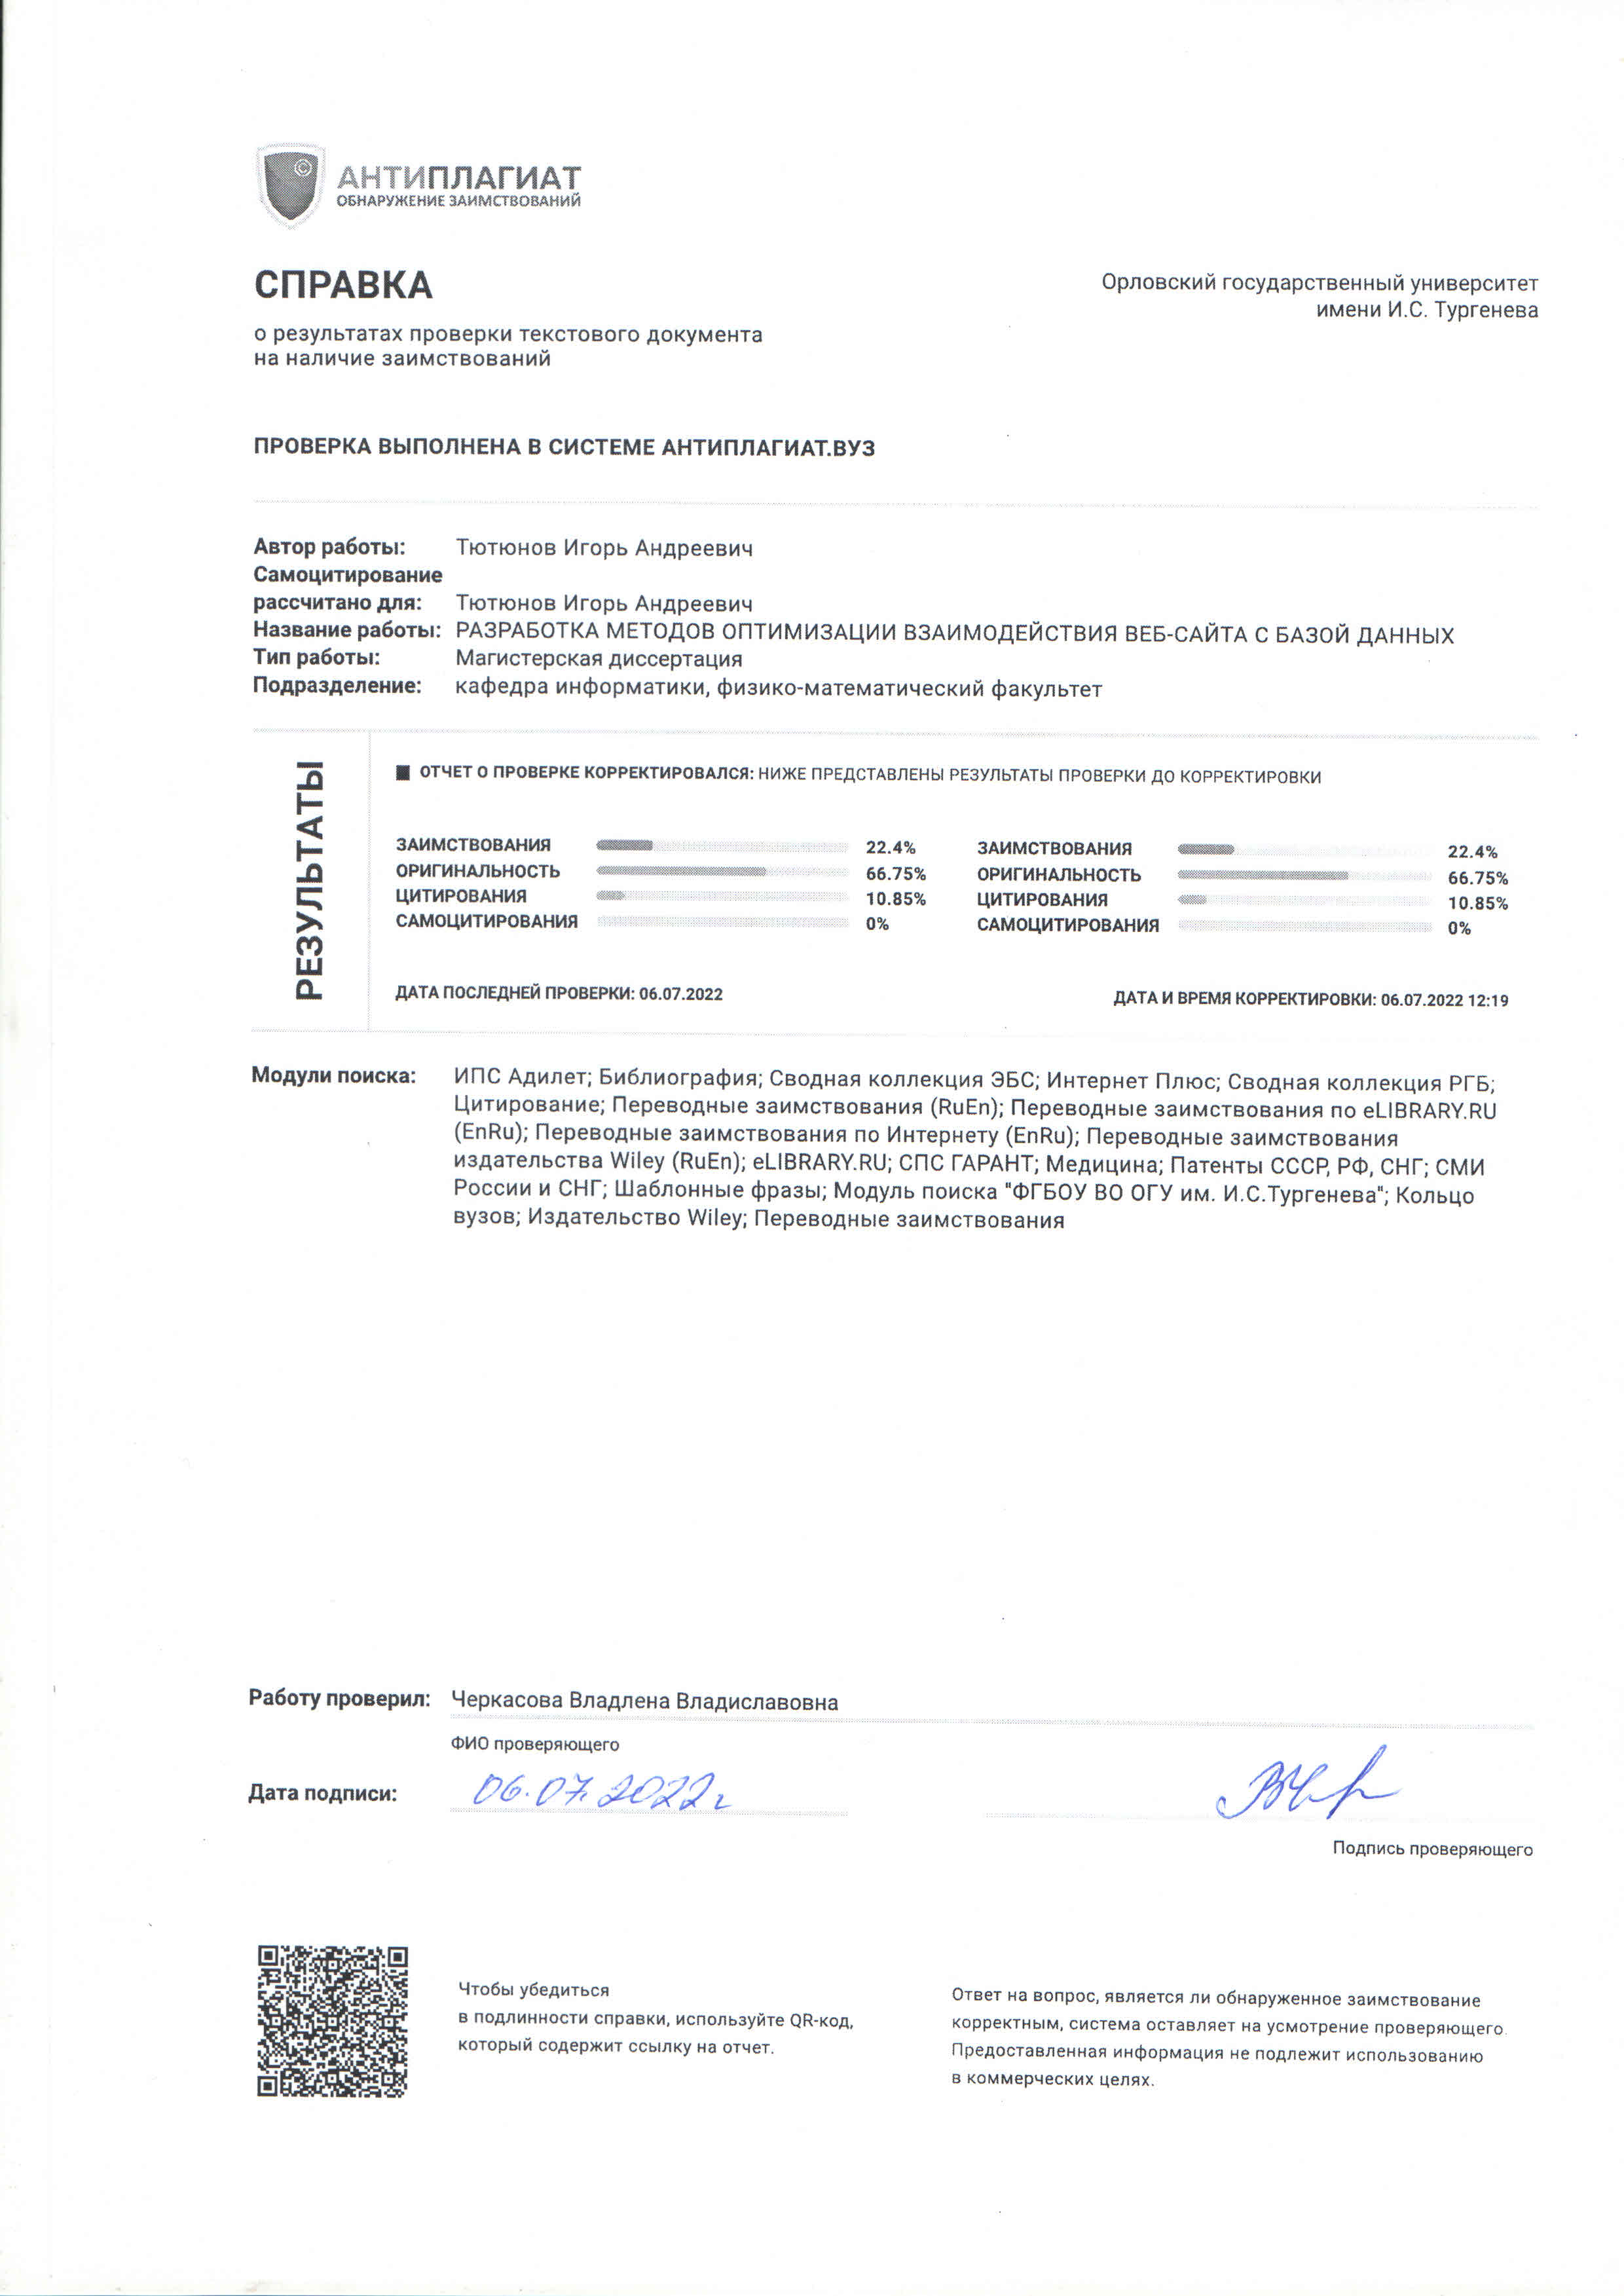 ©
АНТИПЛАГИАТ
ОБНАРУЖЕНИЕ ЗАИМСТВОВАНИЙ
СПРАВКА
о результатах проверки текстового документа
на наличие заимствований
Орловский государственный университет
имени И.С. Тургенева
ПРОВЕРКА ВЫПОЛНЕНА В СИСТЕМЕ АНТИПЛАГИАТ.ВУЗ
Автор работы: Тютюнов Игорь Андреевич
Самоцитирование
рассчитано для: Тютюнов Игорь Андреевич
Название работы: РАЗРАБОТКА МЕТОДОВ ОПТИМИЗАЦИИ ВЗАИМОДЕЙСТВИЯ ВЕБ-САЙТА С БАЗОЙ ДАННЫХ
Тип работы: Магистерская диссертация
Подразделение: кафедра информатики, физико-математический факультет
РЕЗУЛЬТАТЫ
ОТЧЕТ О ПРОВЕРКЕ КОРРЕКТИРОВАЛСЯ: НИЖЕ ПРЕДСТАВЛЕНЫ РЕЗУЛЬТАТЫ ПРОВЕРКИ ДО КОРРЕКТИРОВКИ
ЗАИМСТВОВАНИЯ 22.4%
ОРИГИНАЛЬНОСТЬ 66.75%
ЦИТИРОВАНИЯ 10.85%
САМОЦИТИРОВАНИЯ 0%
ДАТА ПОСЛЕДНЕЙ ПРОВЕРКИ: 06.07.2022
ЗАИМСТВОВАНИЯ 22.4%
ОРИГИНАЛЬНОСТЬ 66.75%
ЦИТИРОВАНИЯ 10.85%
САМОЦИТИРОВАНИЯ 0%
ДАТА И ВРЕМЯ КОРРЕКТИРОВКИ: 06.07.2022 12:19
Модули поиска: ИПС Адилет; Библиография; Сводная коллекция ЭБС; Интернет Плюс; Сводная коллекция РГБ;
Цитирование; Переводные заимствования (RuEn); Переводные заимствования по eLIBRARY.RU
(EnRu); Переводные заимствования по Интернету (EnRu); Переводные заимствования
издательства Wiley (RuEn); eLIBRARY.RU; СПС ГАРАНТ; Медицина; Патенты СССР, РФ, СНГ; СМИ
России и СНГ; Шаблонные фразы; Модуль поиска "ФГБОУ ВО ОГУ им. И.С.Тургенева"; Кольцо
вузов; Издательство Wiley; Переводные заимствования
Работу проверил: Черкасова Владлена Владиславовна
ФИО проверяющего
Дата подписи: 06.07.2022г
Подпись проверяющего
Чтобы убедиться
в подлинности справки, используйте QR-код,
который содержит ссылку на отчет.
Ответ на вопрос, является ли обнаруженное заимствование
корректным, система оставляет на усмотрение проверяющего.
Предоставленная информация не подлежит использованию
в коммерческих целях.